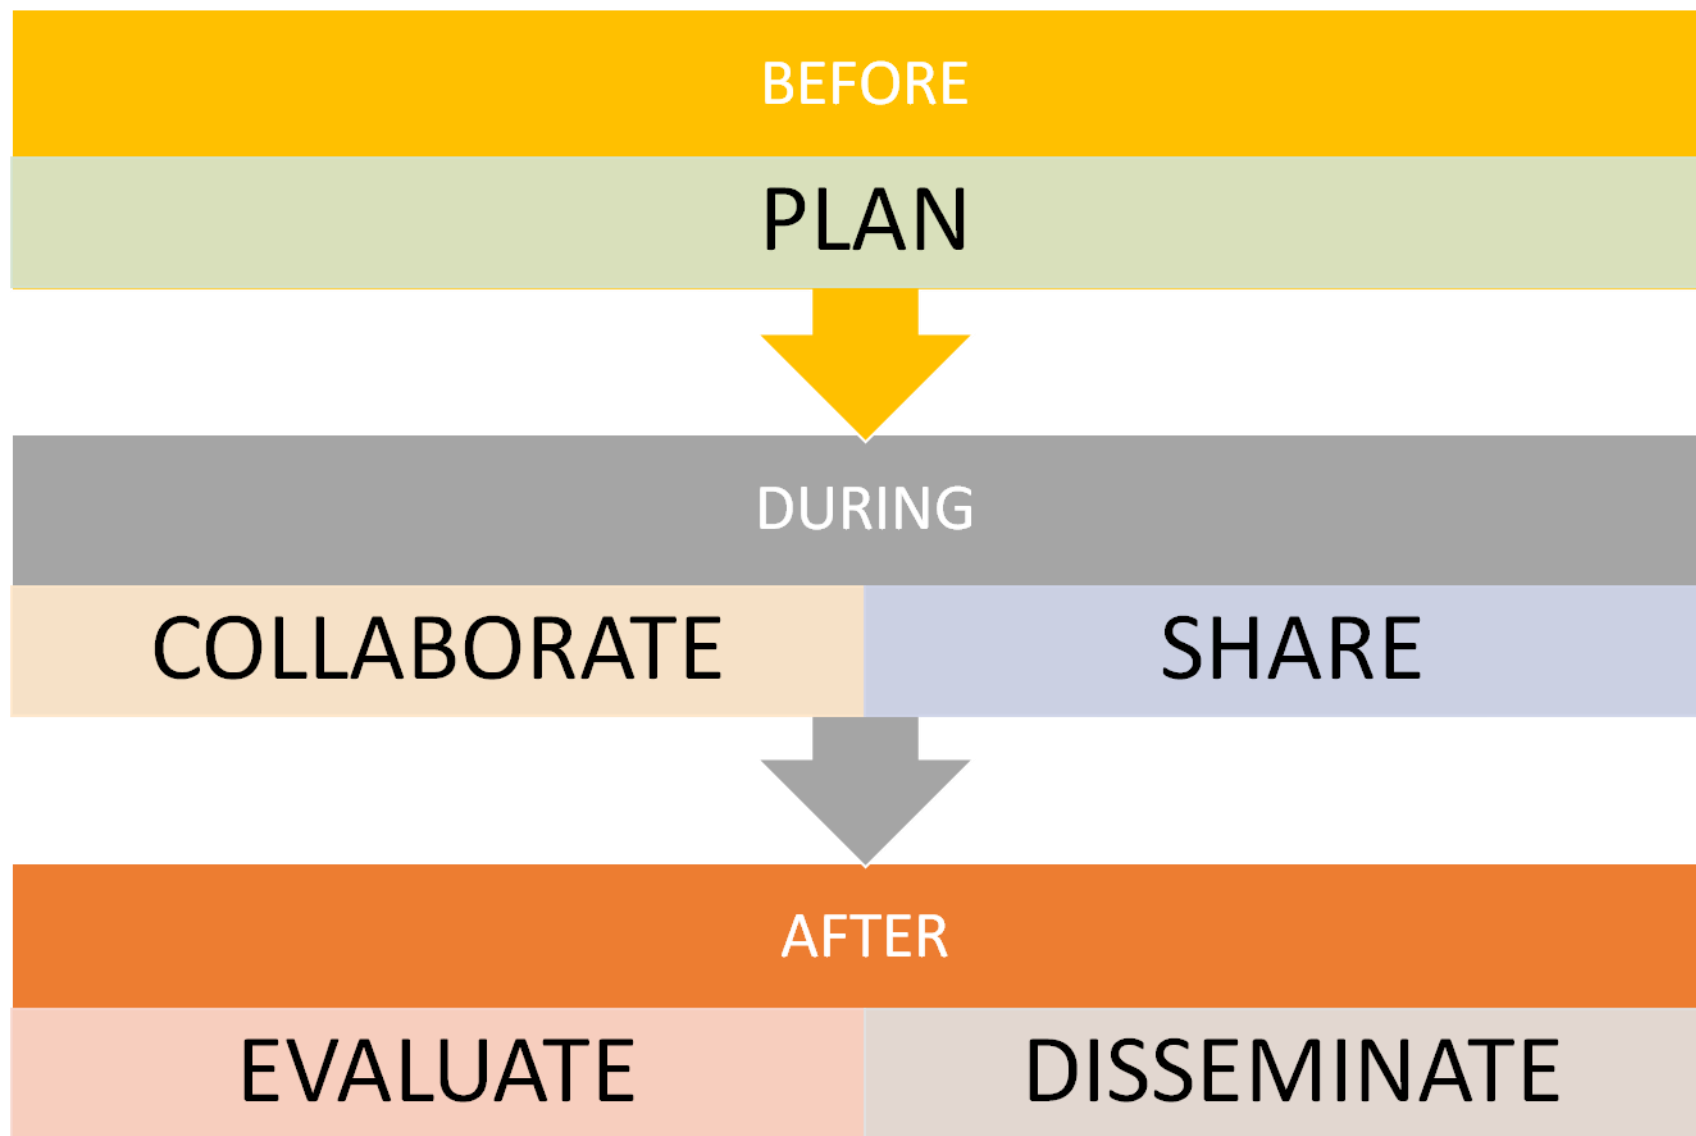 BEFORE
PLAN
DURING
COLLABORATE SHARE
AFTER
EVALUATE DISSEMINATE